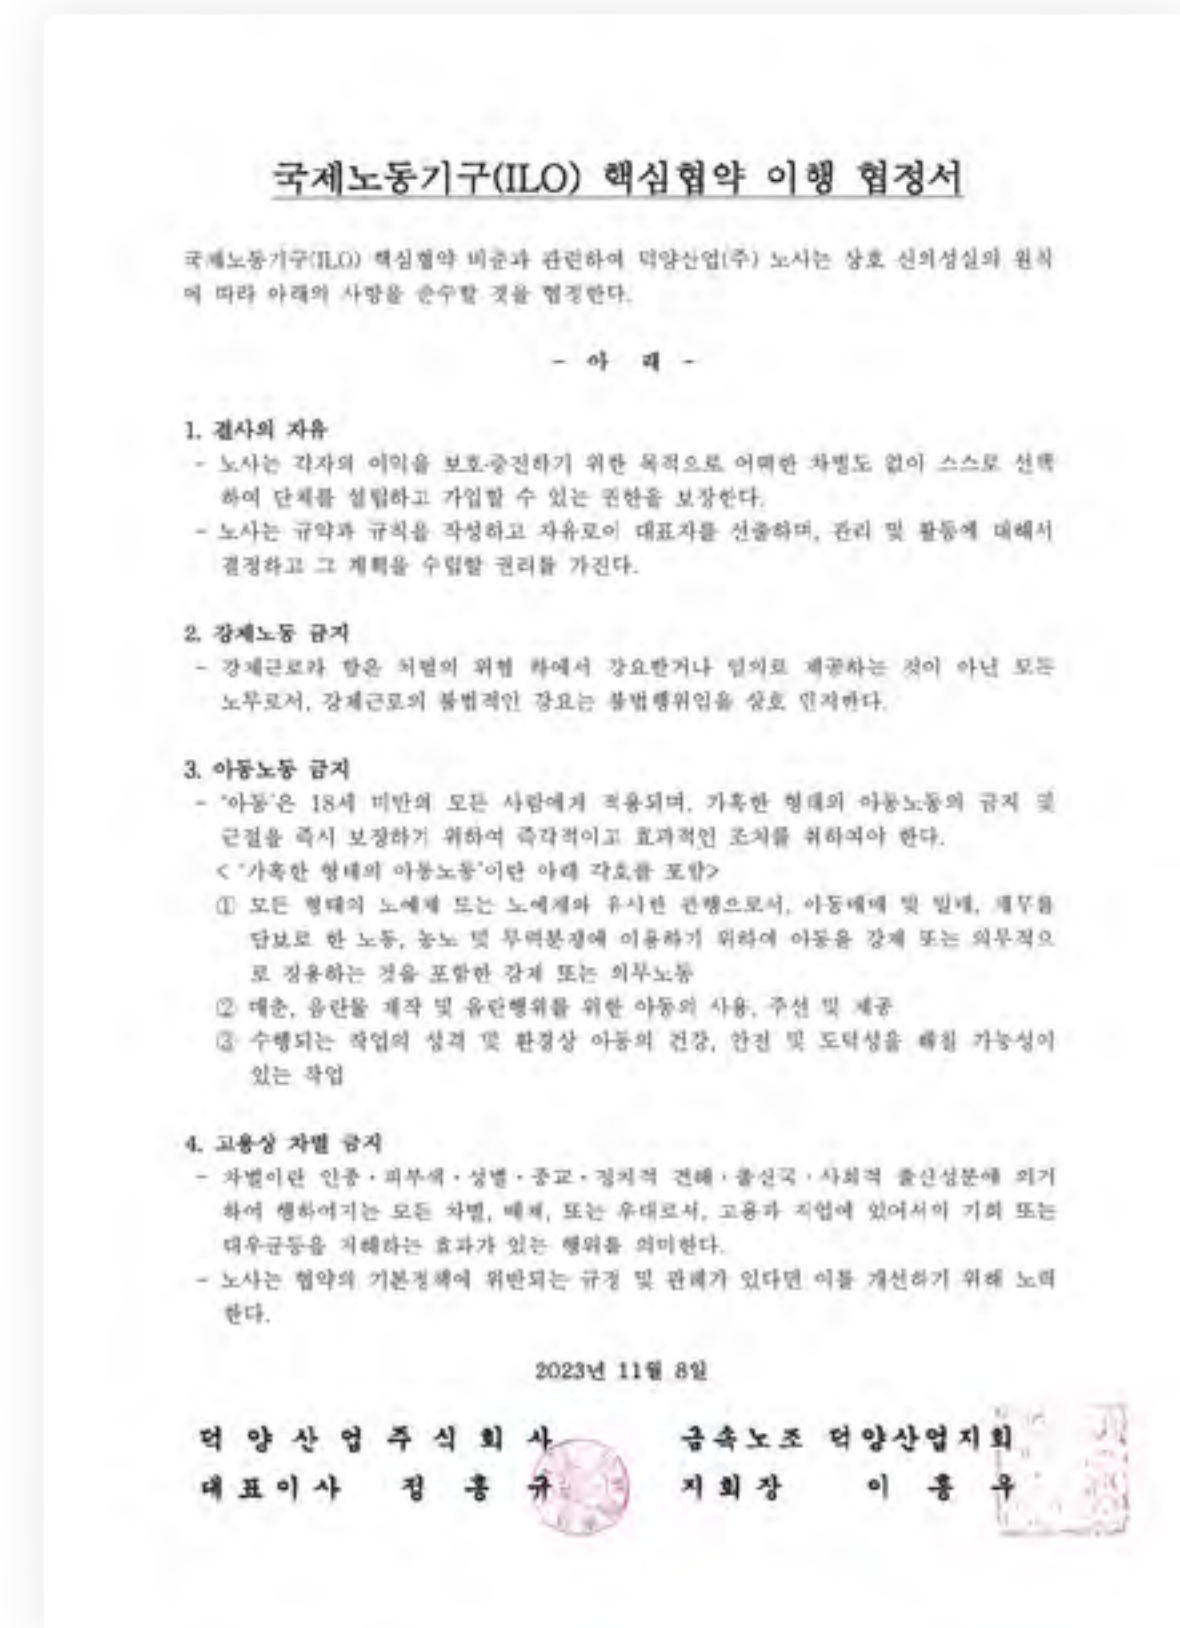 국제노동기구(ILO) 핵심협약 이행 협정서
국제노동기구(ILO) 핵심협약 비준과 관련하여 덕양산업(주) 노사는 상호 신의성실의 원칙
에 따라 아래의 사항을 준수할 것을 협정한다.
- 아 래 -
1. 결사의 자유
- 노사는 각자의 이익을 보호·증진하기 위한 목적으로 어떠한 차별도 없이 스스로 선택
하여 단체를 설립하고 가입할 수 있는 권한을 보장한다.
- 노사는 규약과 규칙을 작성하고 자유로이 대표자를 선출하며, 관리 및 활동에 대해서
결정하고 그 계획을 수립할 권리를 가진다.
2. 강제노동 금지
- 강제근로라 함은 처벌의 위협 하에서 강요받거나 임의로 제공하는 것이 아닌 모든
노무로서, 강제근로의 불법적인 강요는 불법행위임을 상호 인지한다.
3. 아동노동 금지
- "아동"은 18세 미만의 모든 사람에게 적용되며, 가혹한 형태의 아동노동의 금지 및
근절을 즉시 보장하기 위하여 즉각적이고 효과적인 조치를 취하여야 한다.
< "가혹한 형태의 아동노동"이란 아래 각호를 포함>
① 모든 형태의 노예제 또는 노예제와 유사한 관행으로서, 아동매매 및 밀매, 채무를
담보로 한 노동, 농노 및 무력분쟁에 이용하기 위하여 아동을 강제 또는 의무적으
로 징용하는 것을 포함한 강제 또는 의무노동
② 매춘, 음란물 제작 및 음란행위를 위한 아동의 사용, 주선 및 제공
③ 수행되는 작업의 성격 및 환경상 아동의 건강, 안전 및 도덕성을 해칠 가능성이
있는 작업
4. 고용상 차별 금지
- 차별이란 인종·피부색·성별·종교·정치적 견해·출신국·사회적 출신성분에 의거
하여 행하여지는 모든 차별, 배제, 또는 우대로서, 고용과 직업에 있어서의 기회 또는
대우균등을 저해하는 효과가 있는 행위를 의미한다.
- 노사는 협약의 기본정책에 위반되는 규정 및 관례가 있다면 이를 개선하기 위해 노력
한다.
2023년 11월 8일
덕양산업주식회사 금속노조 덕양산업지회
대표이사 정홍규 지회장 이홍우